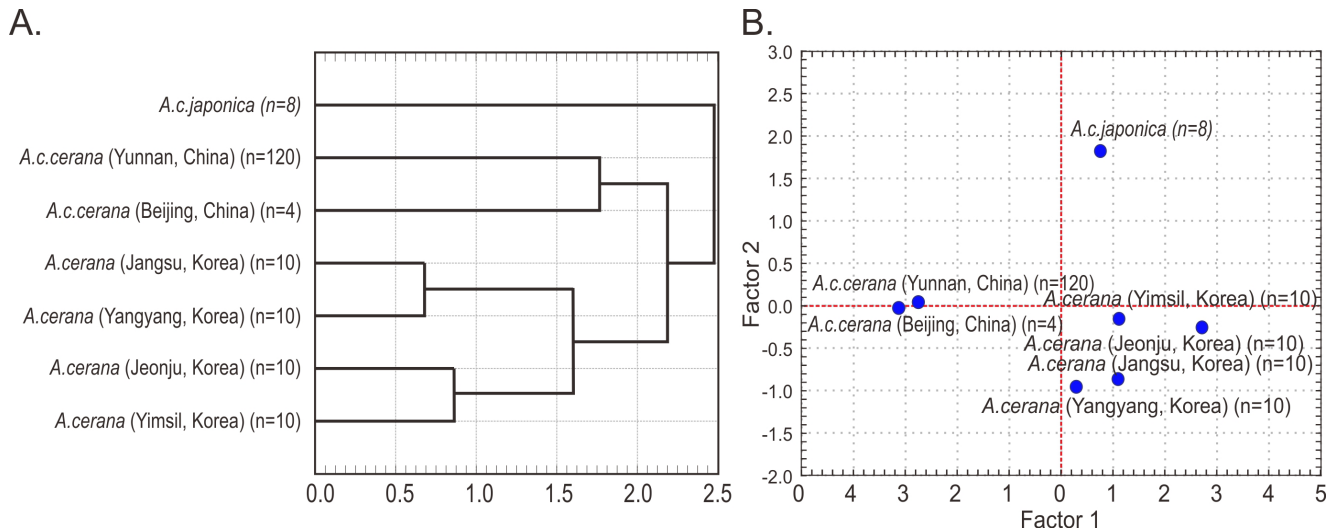 A.
A.c.japonica (n=8)
A.c.cerana (Yunnan, China) (n=120)
A.c.cerana (Beijing, China) (n=4)
A.cerana (Jangsu, Korea) (n=10)
A.cerana (Yangyang, Korea) (n=10)
A.cerana (Jeonju, Korea) (n=10)
A.cerana (Yimsil, Korea) (n=10)
0.0 0.5 1.0 1.5 2.0 2.5
B.
3.0
2.5
2.0
1.5
1.0
0.5
0.0
-0.5
-1.0
-1.5
-2.0
Factor 2
A.c.japonica (n=8)
A.c.cerana (Yunnan, China) (n=120)
A.cerana (Yimsil, Korea) (n=10)
A.c.cerana (Beijing, China) (n=4)
A.cerana (Jeonju, Korea) (n=10)
A.cerana (Jangsu, Korea) (n=10)
A.cerana (Yangyang, Korea) (n=10)
0 4 3 2 1 0 1 2 3 4 5
Factor 1